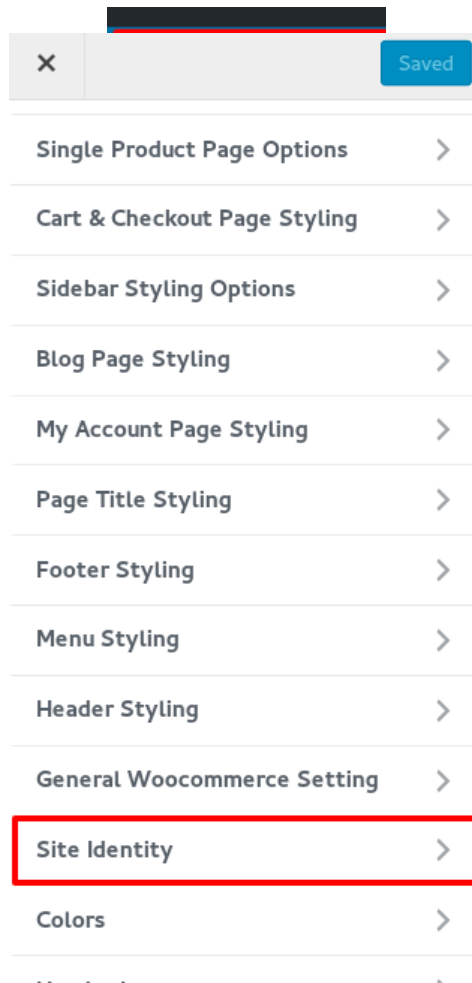 Saved
Single Product Page Options
Cart & Checkout Page Styling
Sidebar Styling Options
Blog Page Styling
My Account Page Styling
Page Title Styling
Footer Styling
Menu Styling
Header Styling
General Woocommerce Setting
Site Identity
Colors